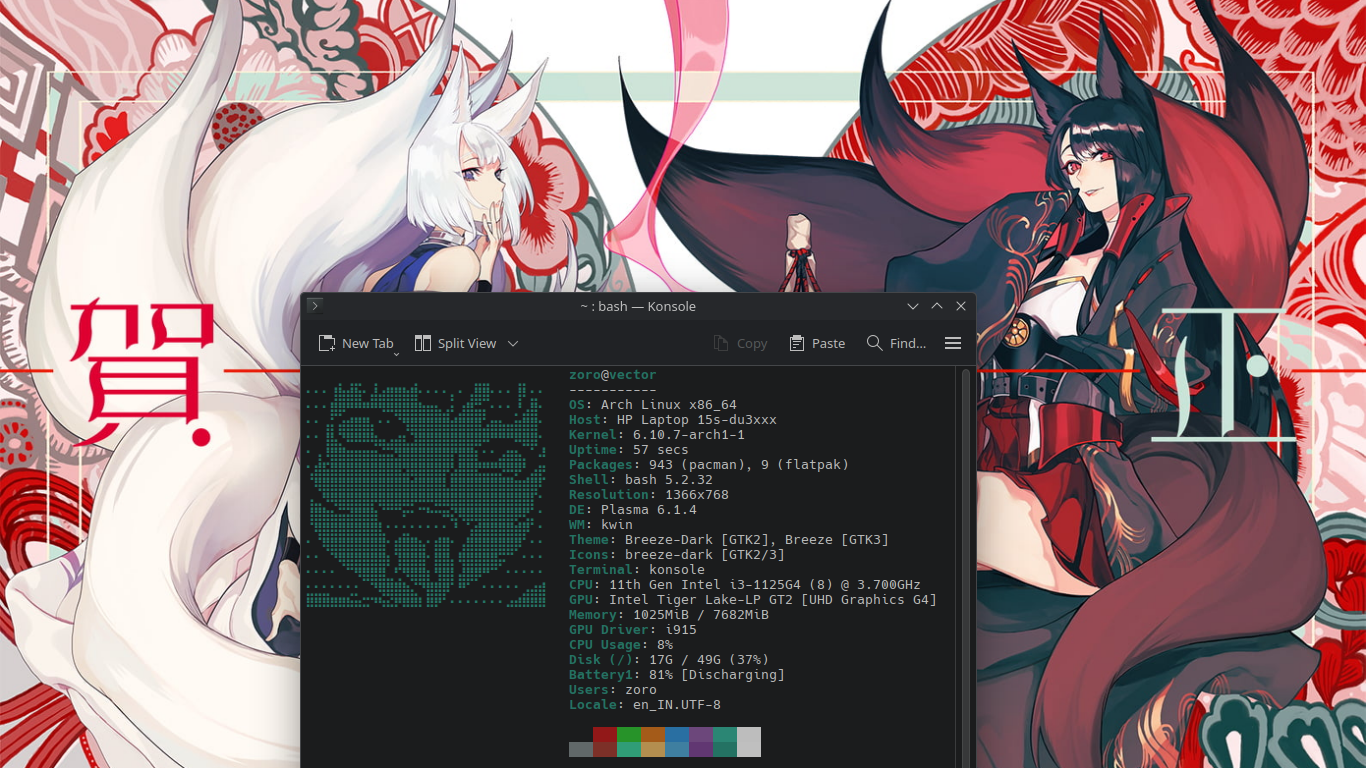 ~ : bash — Konsole
New Tab Split View Copy Paste Find...
賀 正
zoro@vector
-----------
OS: Arch Linux x86_64
Host: HP Laptop 15s-du3xxx
Kernel: 6.10.7-arch1-1
Uptime: 57 secs
Packages: 943 (pacman), 9 (flatpak)
Shell: bash 5.2.32
Resolution: 1366x768
DE: Plasma 6.1.4
WM: kwin
Theme: Breeze-Dark [GTK2], Breeze [GTK3]
Icons: breeze-dark [GTK2/3]
Terminal: konsole
CPU: 11th Gen Intel i3-1125G4 (8) @ 3.700GHz
GPU: Intel Tiger Lake-LP GT2 [UHD Graphics G4]
Memory: 1025MiB / 7682MiB
GPU Driver: i915
CPU Usage: 8%
Disk (/): 17G / 49G (37%)
Battery1: 81% [Discharging]
Users: zoro
Locale: en_IN.UTF-8